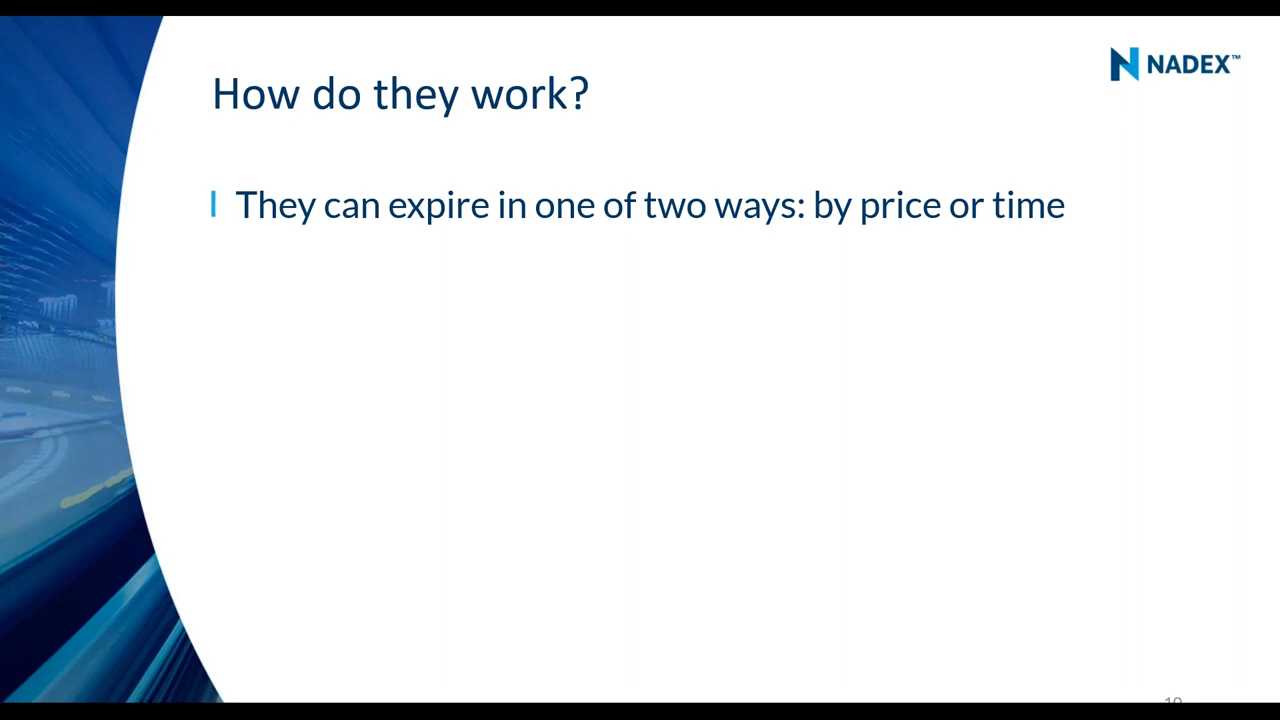 NADEX™
How do they work?
They can expire in one of two ways: by price or time